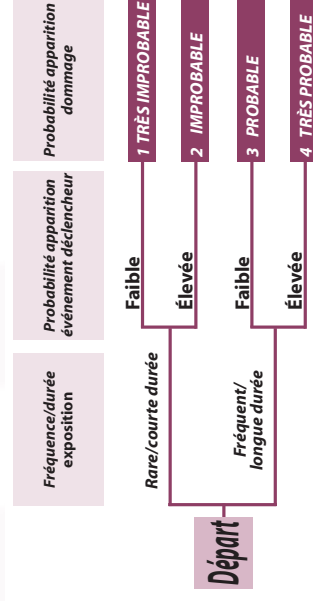 Fréquence/durée
exposition
Probabilité apparition
événement déclencheur
Probabilité apparition
dommage
Départ
Rare/courte durée
Fréquent/
longue durée
Faible
Élevée
Faible
Élevée
1 TRÈS IMPROBABLE
2 IMPROBABLE
3 PROBABLE
4 TRÈS PROBABLE